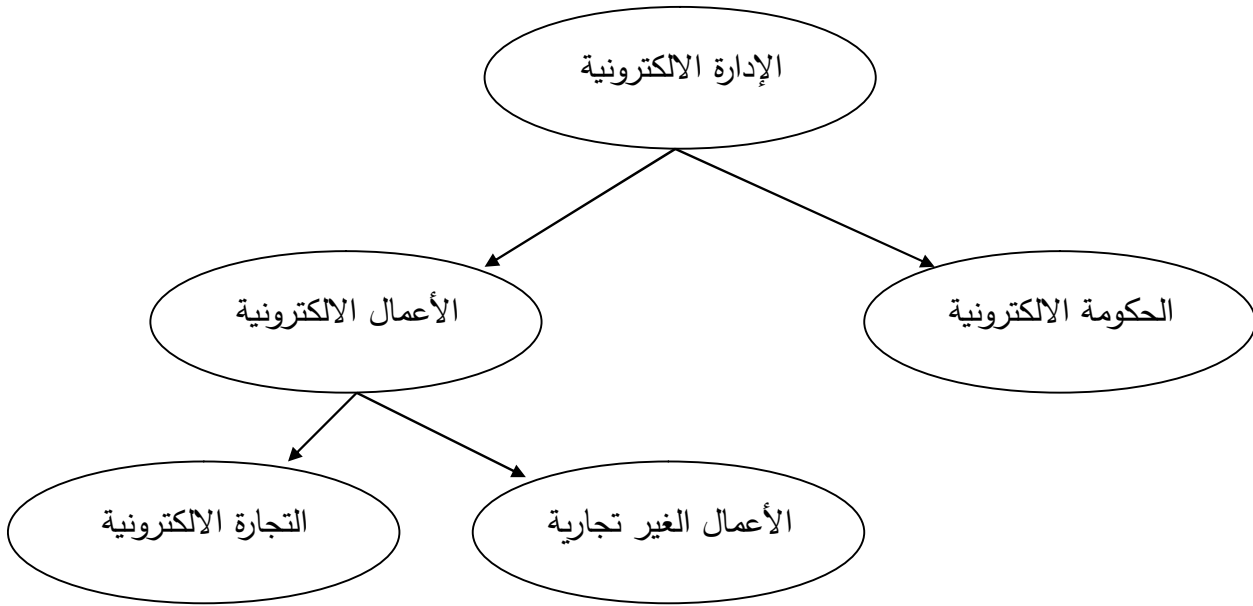 الإدارة الالكترونية
الحكومة الالكترونية
الأعمال الالكترونية
الأعمال الغير تجارية
التجارة الالكترونية